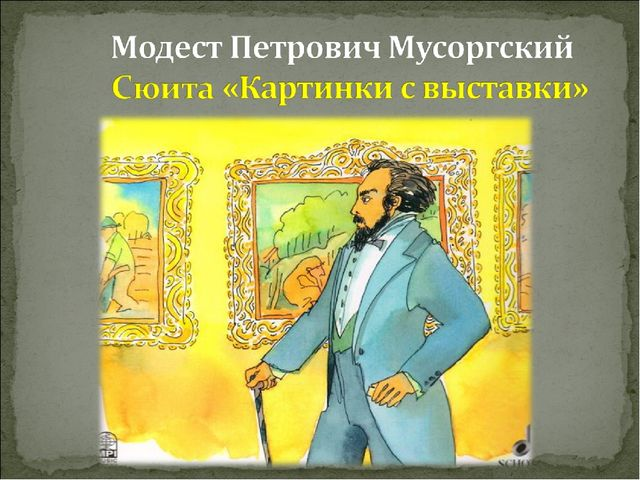 Модест Петрович Мусоргский
Сюита «Картинки с выставки»